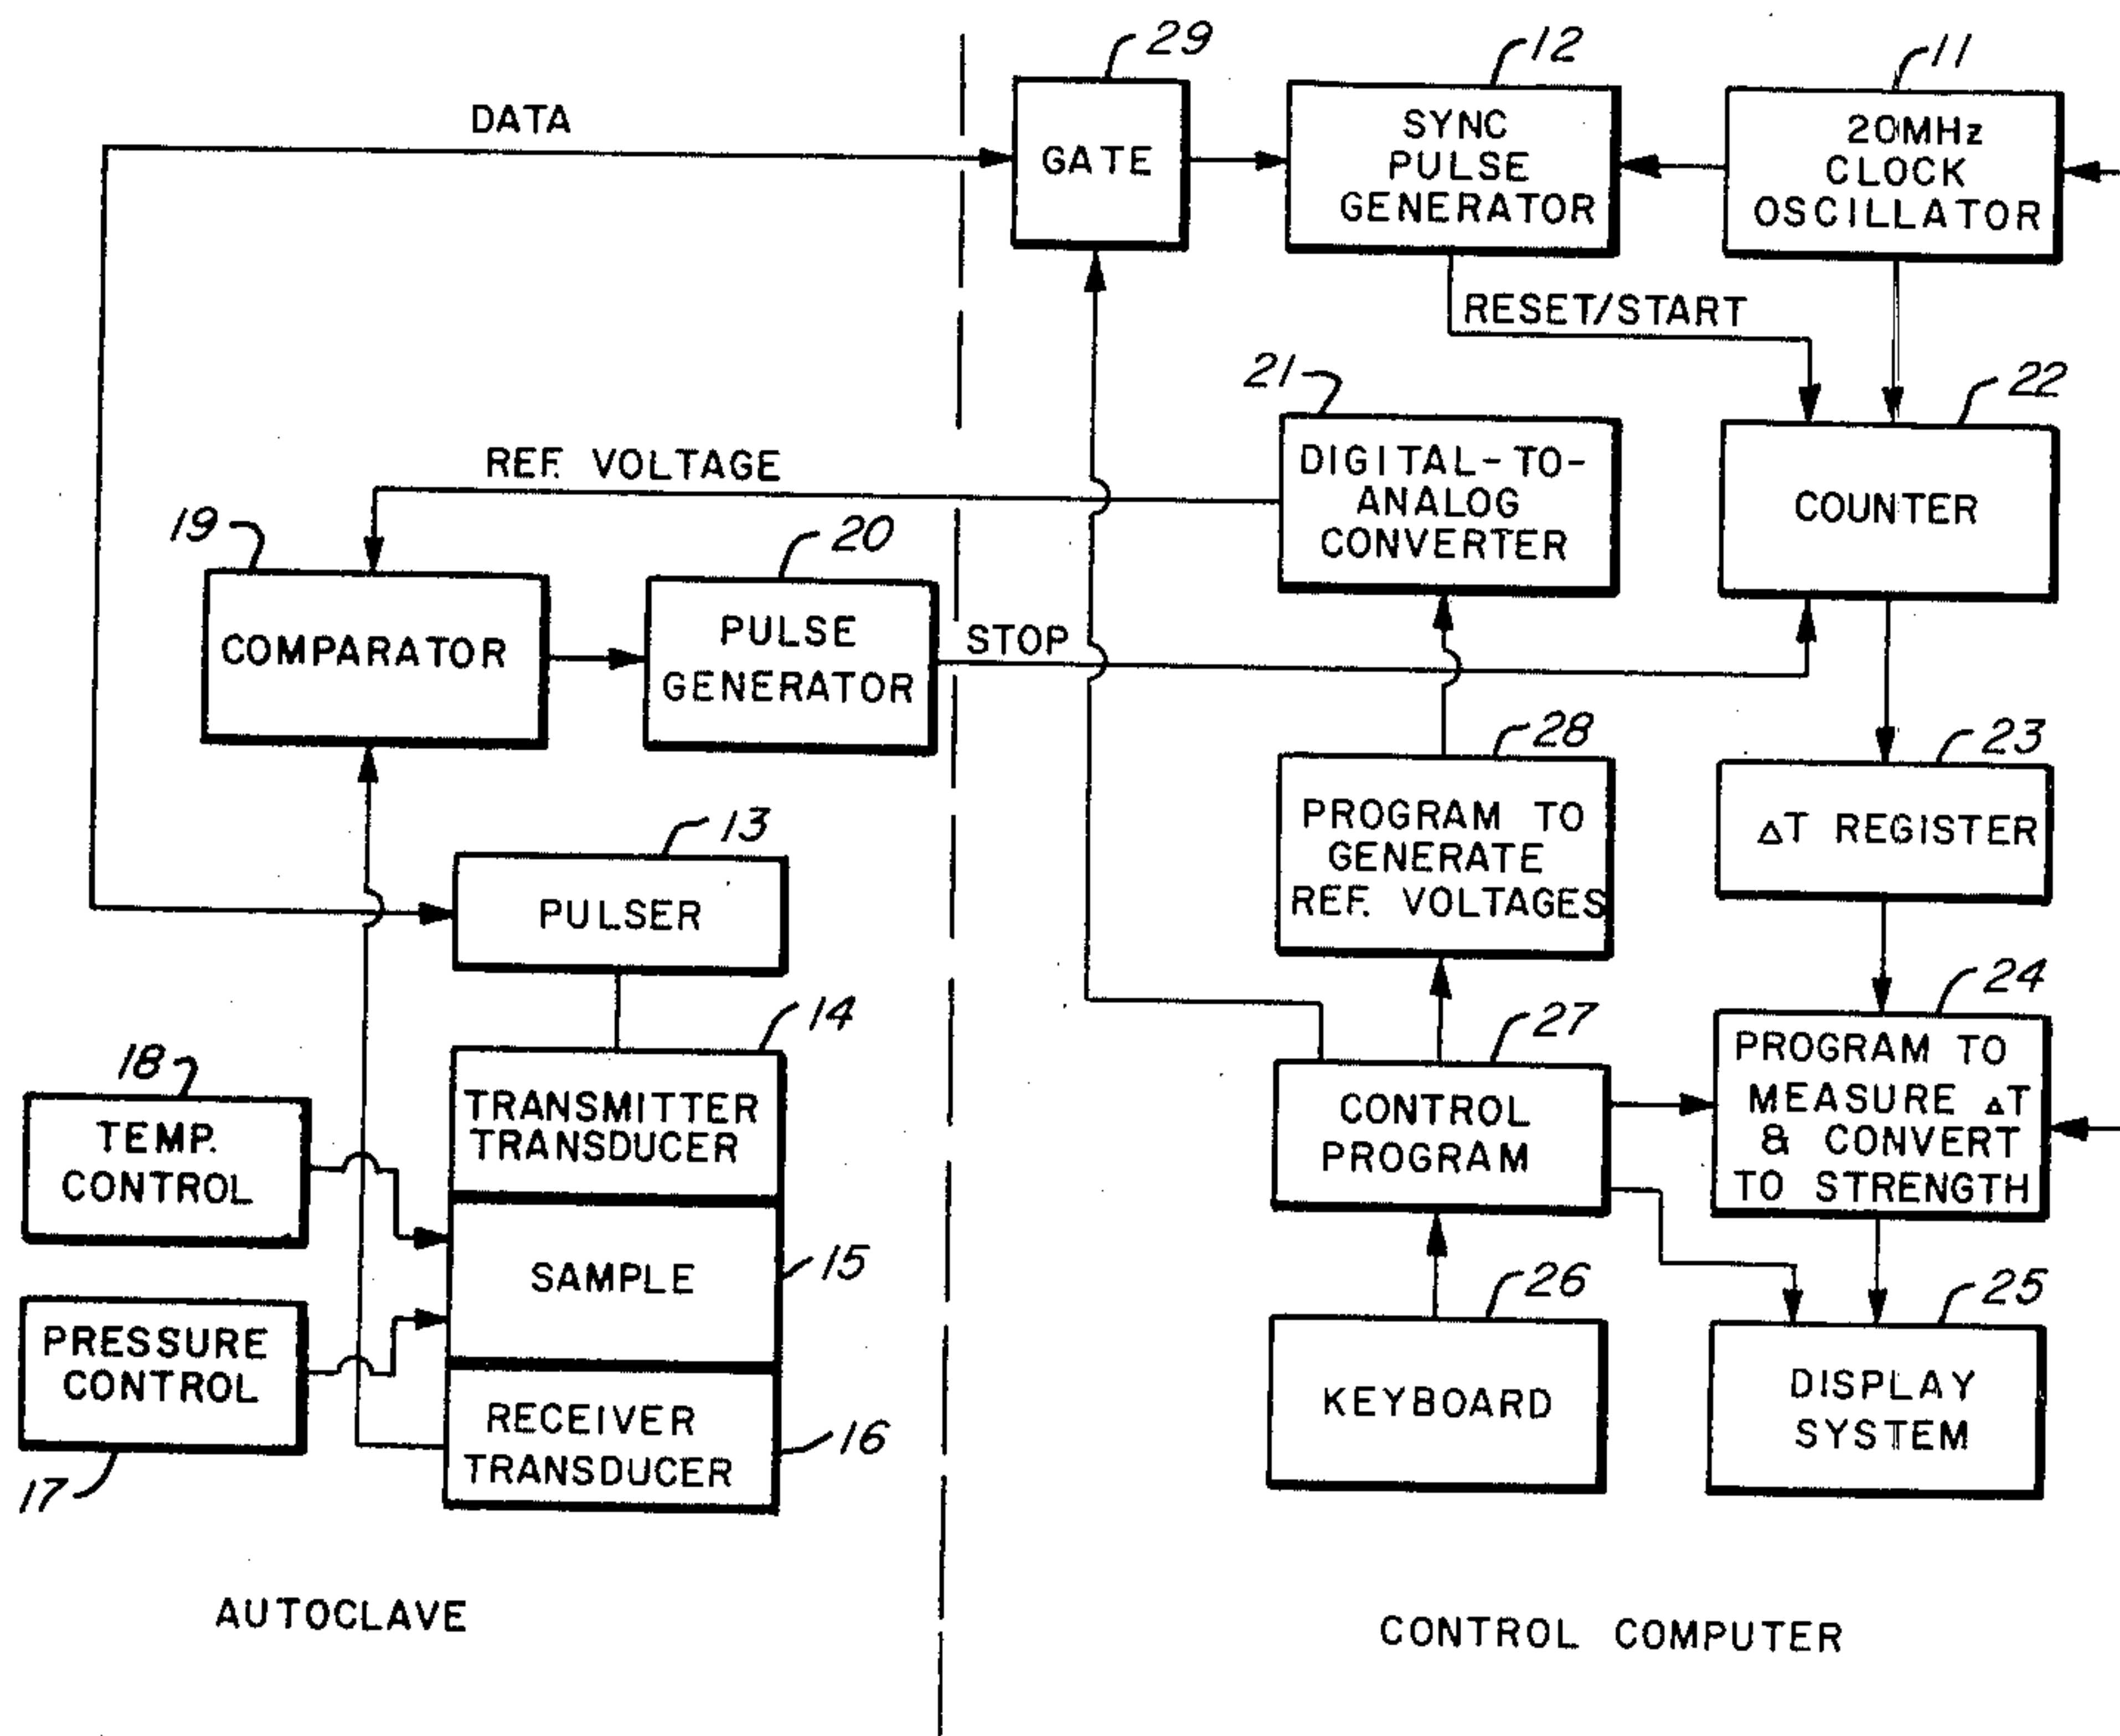 29
12
11
DATA
GATE
SYNC
PULSE
GENERATOR
20MHz
CLOCK
OSCILLATOR
RESET/START
21
22
REF. VOLTAGE
DIGITAL-TO-
ANALOG
CONVERTER
COUNTER
19
20
COMPARATOR
PULSE
GENERATOR
STOP
28
23
PROGRAM TO
GENERATE
REF. VOLTAGES
ΔT REGISTER
13
PULSER
14
27
24
18
TEMP.
CONTROL
TRANSMITTER
TRANSDUCER
CONTROL
PROGRAM
PROGRAM TO
MEASURE ΔT
& CONVERT
TO STRENGTH
SAMPLE
15
26
25
PRESSURE
CONTROL
17
RECEIVER
TRANSDUCER
16
KEYBOARD
DISPLAY
SYSTEM
AUTOCLAVE
CONTROL COMPUTER